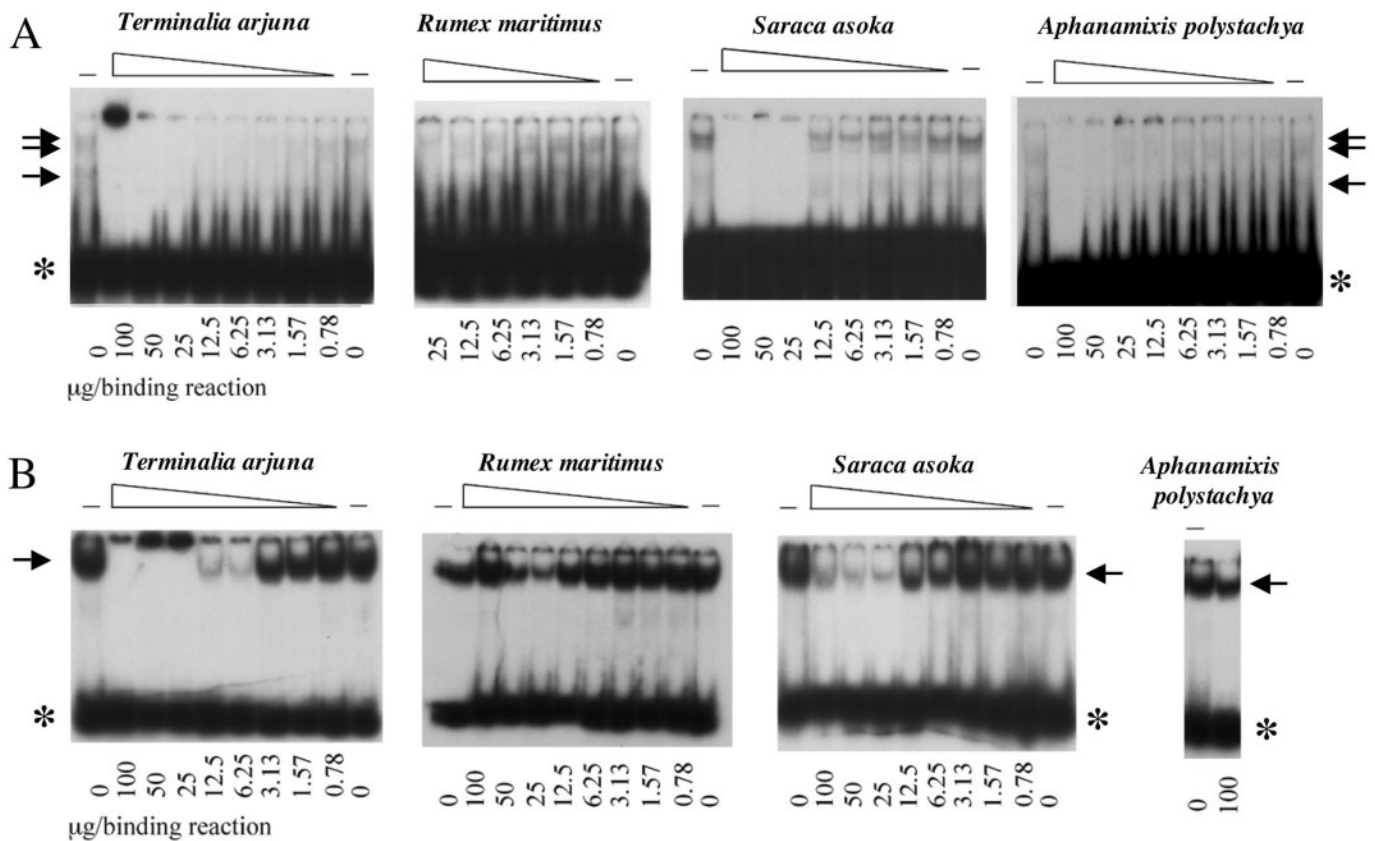 A
Terminalia arjuna
Rumex maritimus
Saraca asoka
Aphanamixis polystachya
— — — — — — —
* *
0 100 50 25 12.5 6.25 3.13 1.57 0.78 0
25 12.5 6.25 3.13 1.57 0.78 0
0 100 50 25 12.5 6.25 3.13 1.57 0.78 0
0 100 50 25 12.5 6.25 3.13 1.57 0.78 0
μg/binding reaction
B
Terminalia arjuna
Rumex maritimus
Saraca asoka
Aphanamixis
polystachya
— — — — — — —
* * *
0 100 50 25 12.5 6.25 3.13 1.57 0.78 0
0 100 50 25 12.5 6.25 3.13 1.57 0.78 0
0 100 50 25 12.5 6.25 3.13 1.57 0.78 0
0 100
μg/binding reaction